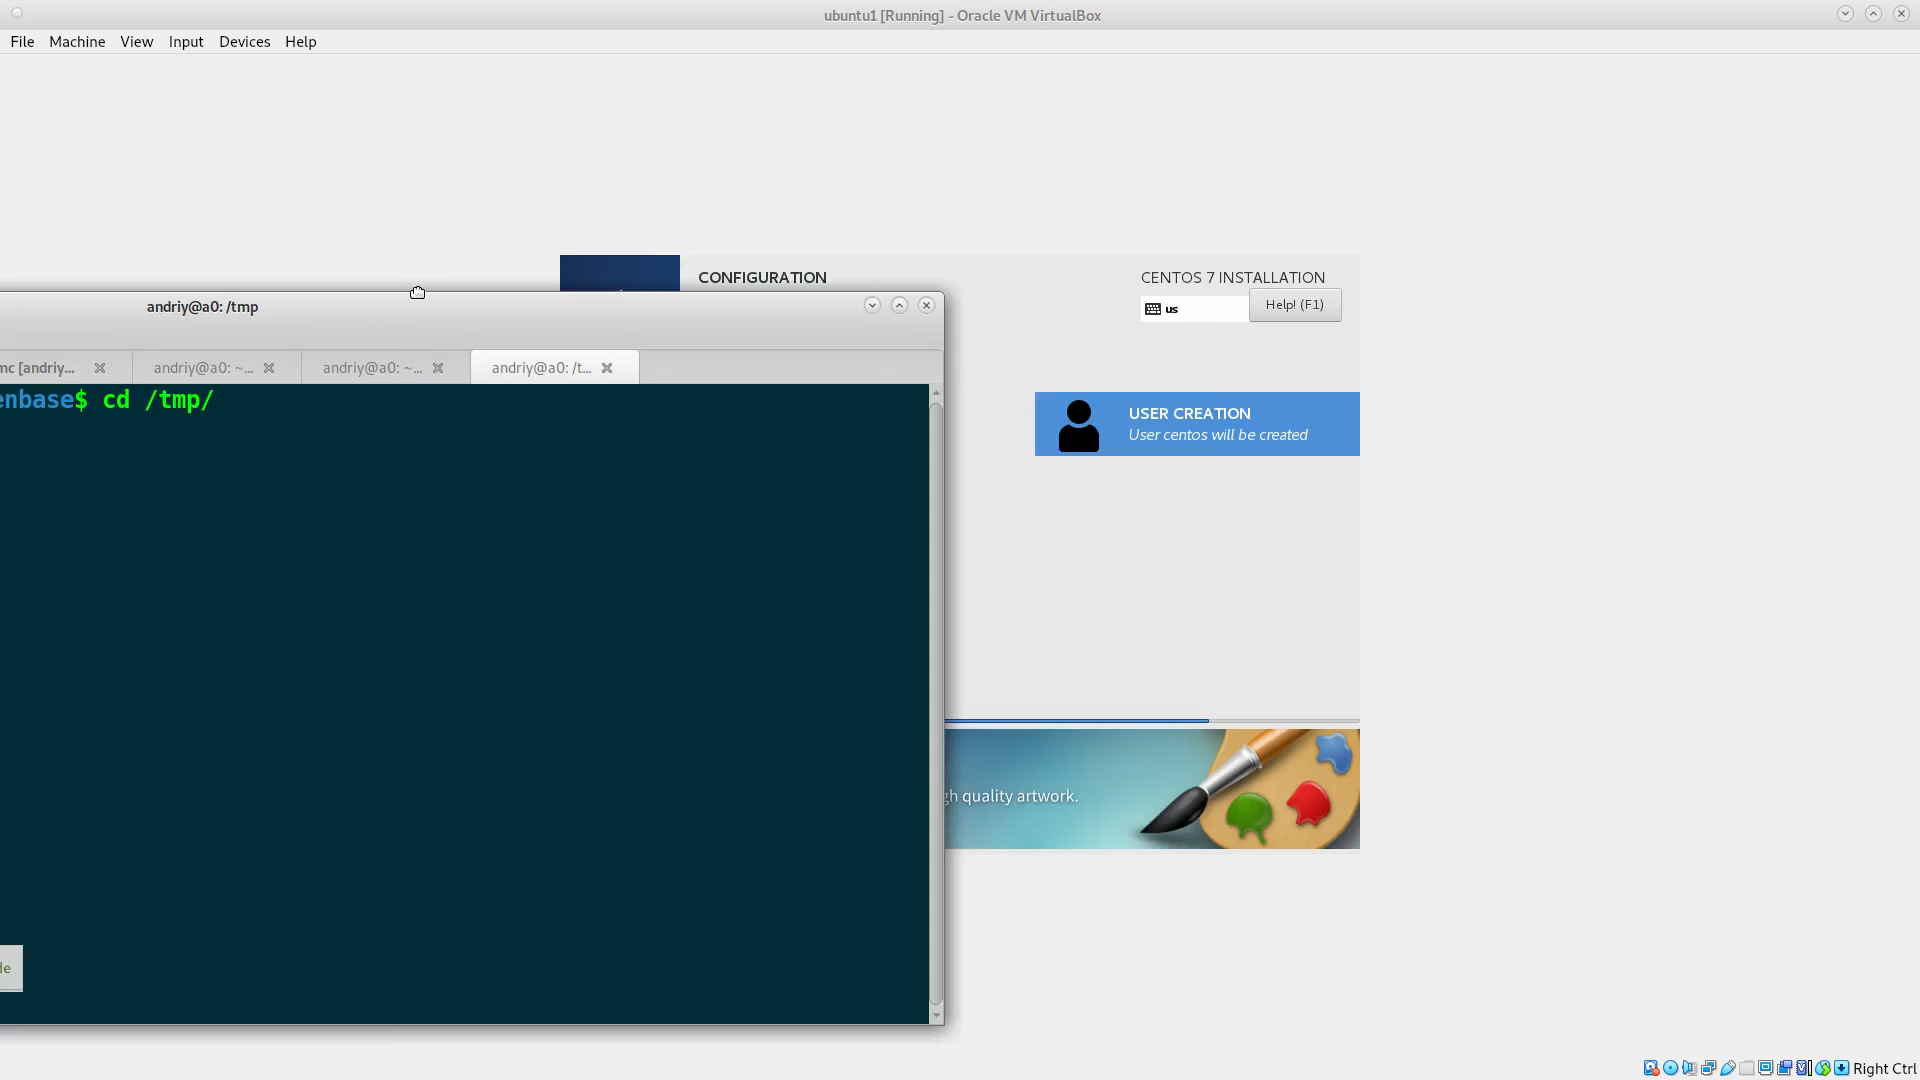 ubuntu1 [Running] - Oracle VM VirtualBox
File Machine View Input Devices Help
CONFIGURATION
CENTOS 7 INSTALLATION
us
Help! (F1)
andriy@a0: /tmp
mc [andriy...
andriy@a0: ~...
andriy@a0: ~...
andriy@a0: /t...
enbase$ cd /tmp/
USER CREATION
User centos will be created
gh quality artwork.
de
Right Ctrl